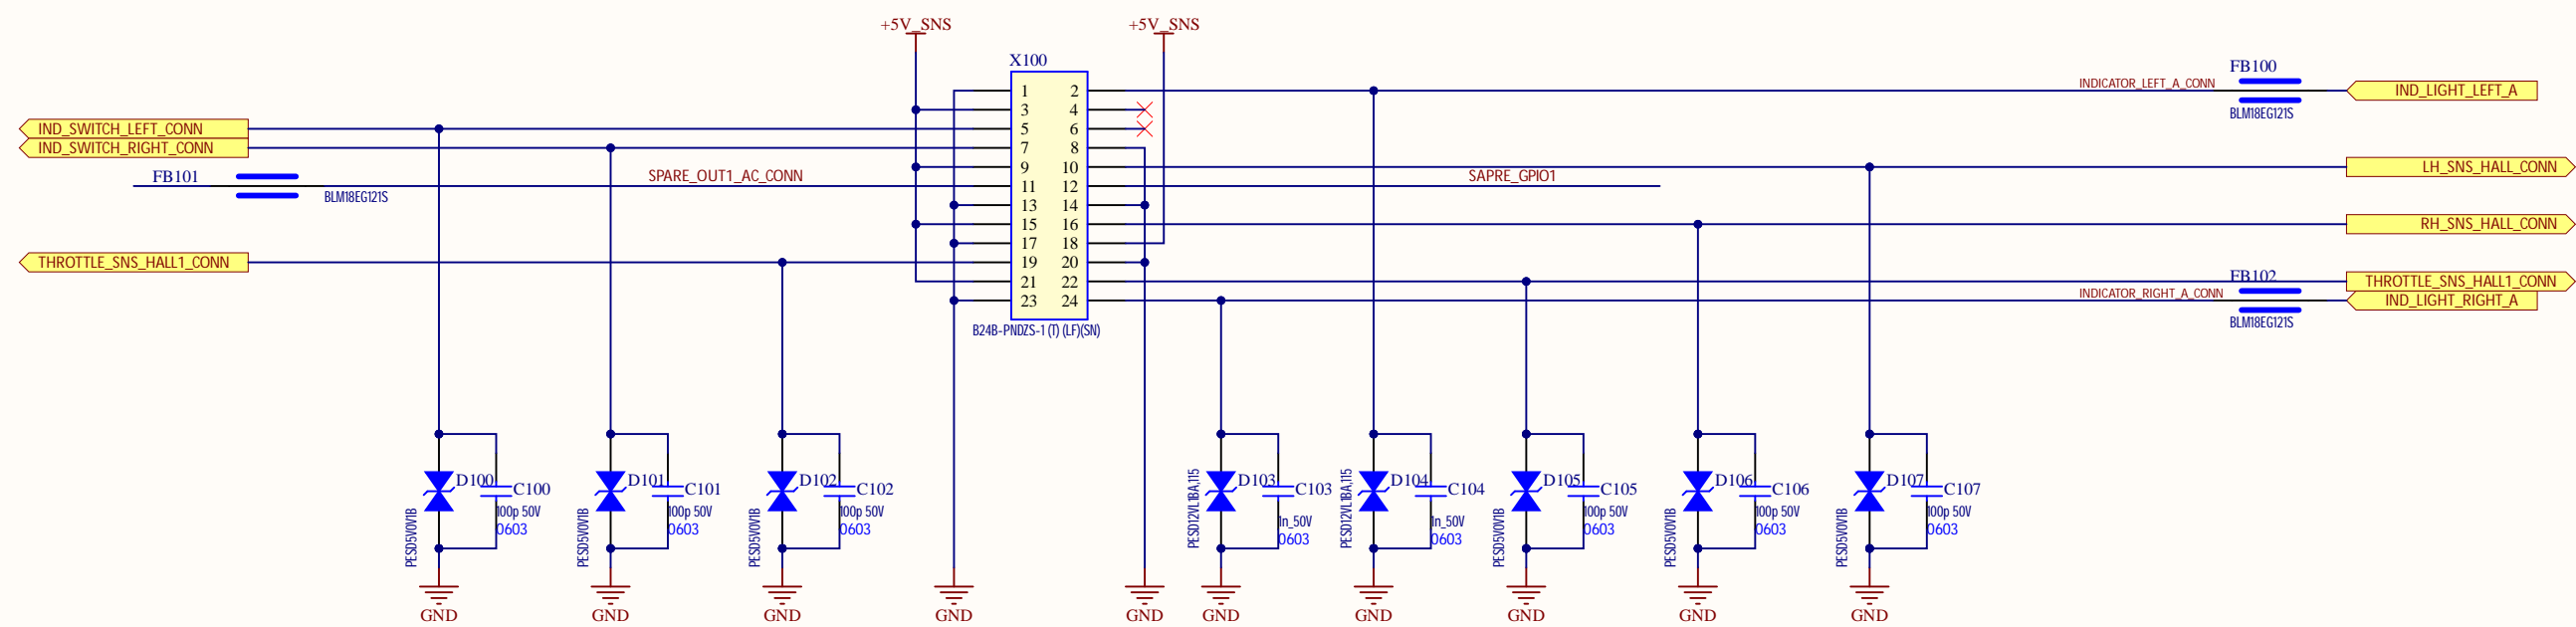 +5V_SNS
+5V_SNS
X100
FB100
INDICATOR_LEFT_A_CONN
IND_LIGHT_LEFT_A
BLM18EG121S
1 2
3 4
5 6
7 8
9 10
11 12
13 14
15 16
17 18
19 20
21 22
23 24
B24B-PNDZS-1 (T) (LF)(SN)
IND_SWITCH_LEFT_CONN
IND_SWITCH_RIGHT_CONN
FB101
BLM18EG121S
SPARE_OUT1_AC_CONN
THROTTLE_SNS_HALL1_CONN
SAPRE_GPIO1
LH_SNS_HALL_CONN
RH_SNS_HALL_CONN
FB102
THROTTLE_SNS_HALL1_CONN
INDICATOR_RIGHT_A_CONN
IND_LIGHT_RIGHT_A
BLM18EG121S
PESD5V0V1B
D100
C100
100p 50V
0603
GND
PESD5V0V1B
D101
C101
100p 50V
0603
GND
PESD5V0V1B
D102
C102
100p 50V
0603
GND
GND
GND
PESD12VL1BA,115
D103
C103
1n_50V
0603
GND
PESD12VL1BA,115
D104
C104
1n_50V
0603
GND
PESD5V0V1B
D105
C105
100p 50V
0603
GND
PESD5V0V1B
D106
C106
100p 50V
0603
GND
PESD5V0V1B
D107
C107
100p 50V
0603
GND